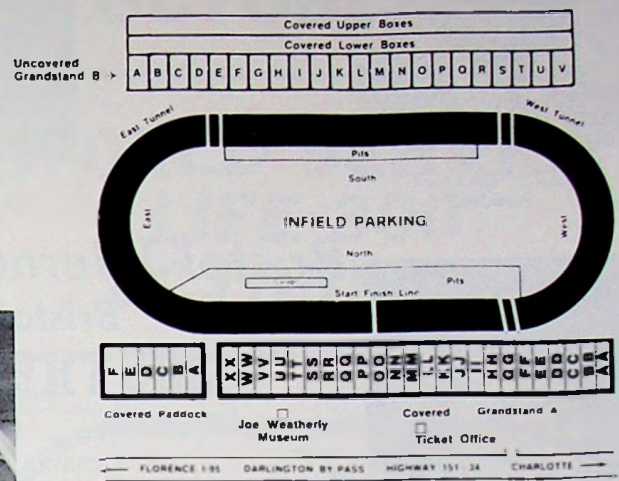 Covered Upper Boxes
Covered Lower Boxes
Uncovered
Grandstand B
A B C D E F G H I J K L M N O P Q R S T U V
East Tunnel
West Tunnel
Pits
South
East
INFIELD PARKING
West
North
Pits
Start Finish Line
F E D C B A
XX WW VV UU TT SS RR QQ PP OO NN MM LL KK JJ II HH GG FF EE DD CC BB AA
Covered Paddock
Covered Grandstand A
Joe Weatherly
Museum
Ticket Office
FLORENCE I-95 DARLINGTON BY PASS HIGHWAY 151-34 CHARLOTTE